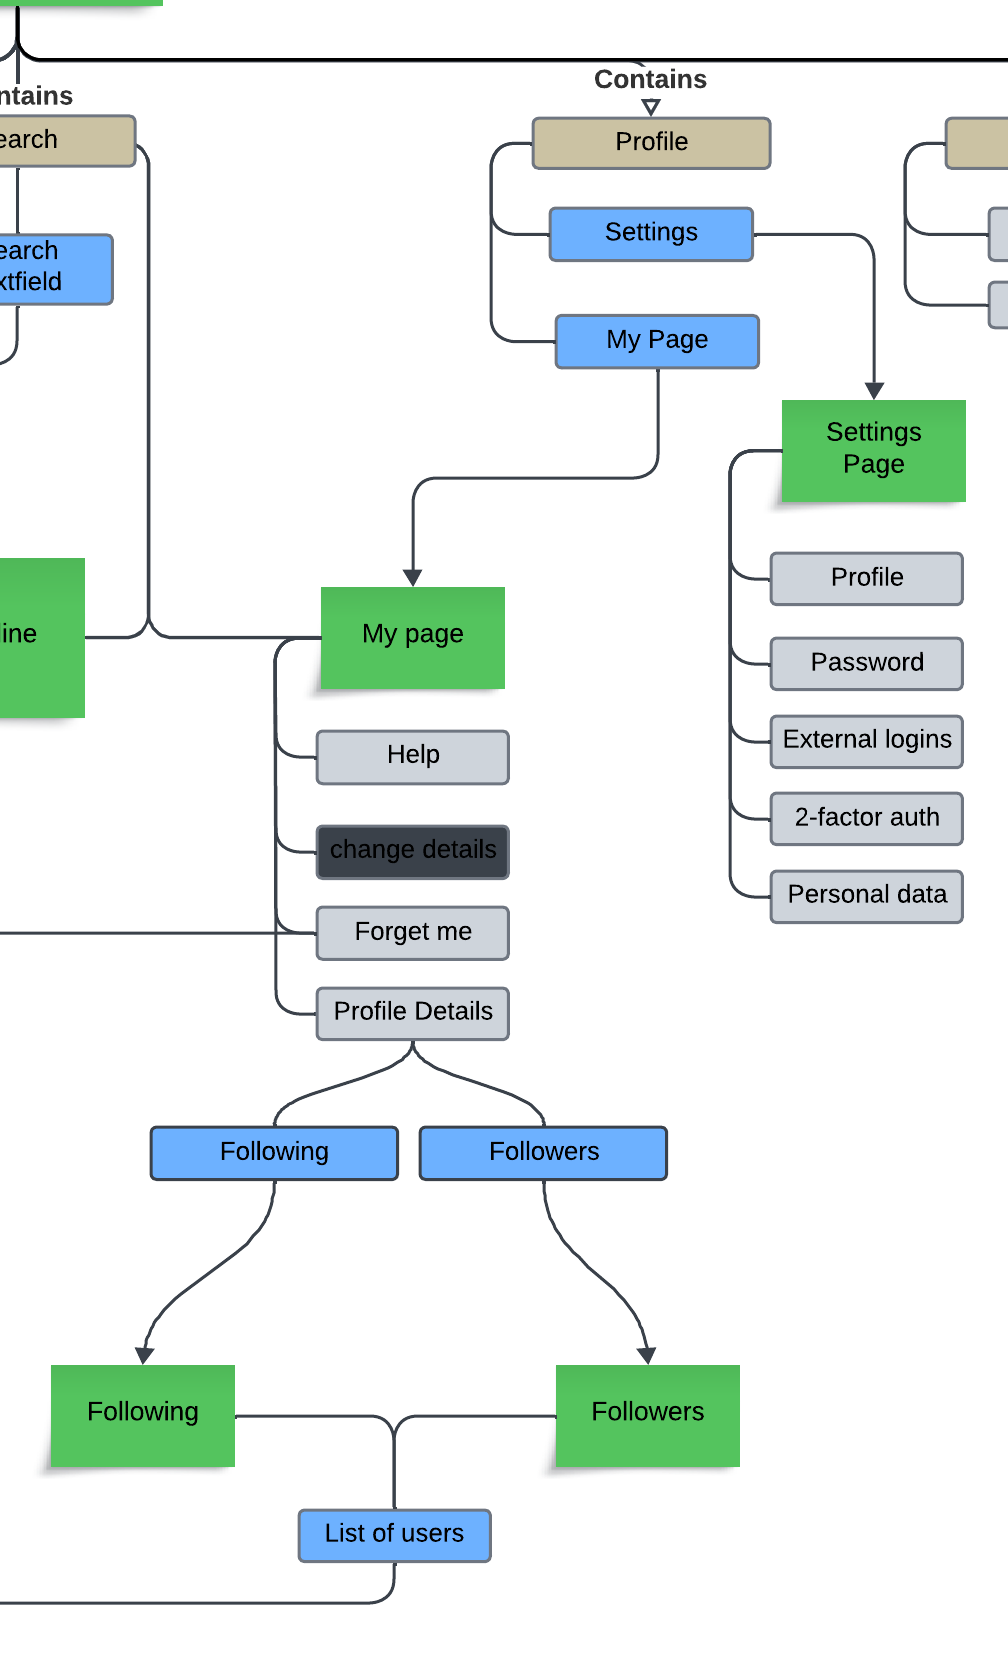 ntains
Contains
earch
Profile
earch
xtfield
Settings
My Page
Settings
Page
line
My page
Profile
Password
External logins
2-factor auth
Personal data
Help
change details
Forget me
Profile Details
Following
Followers
Following
Followers
List of users